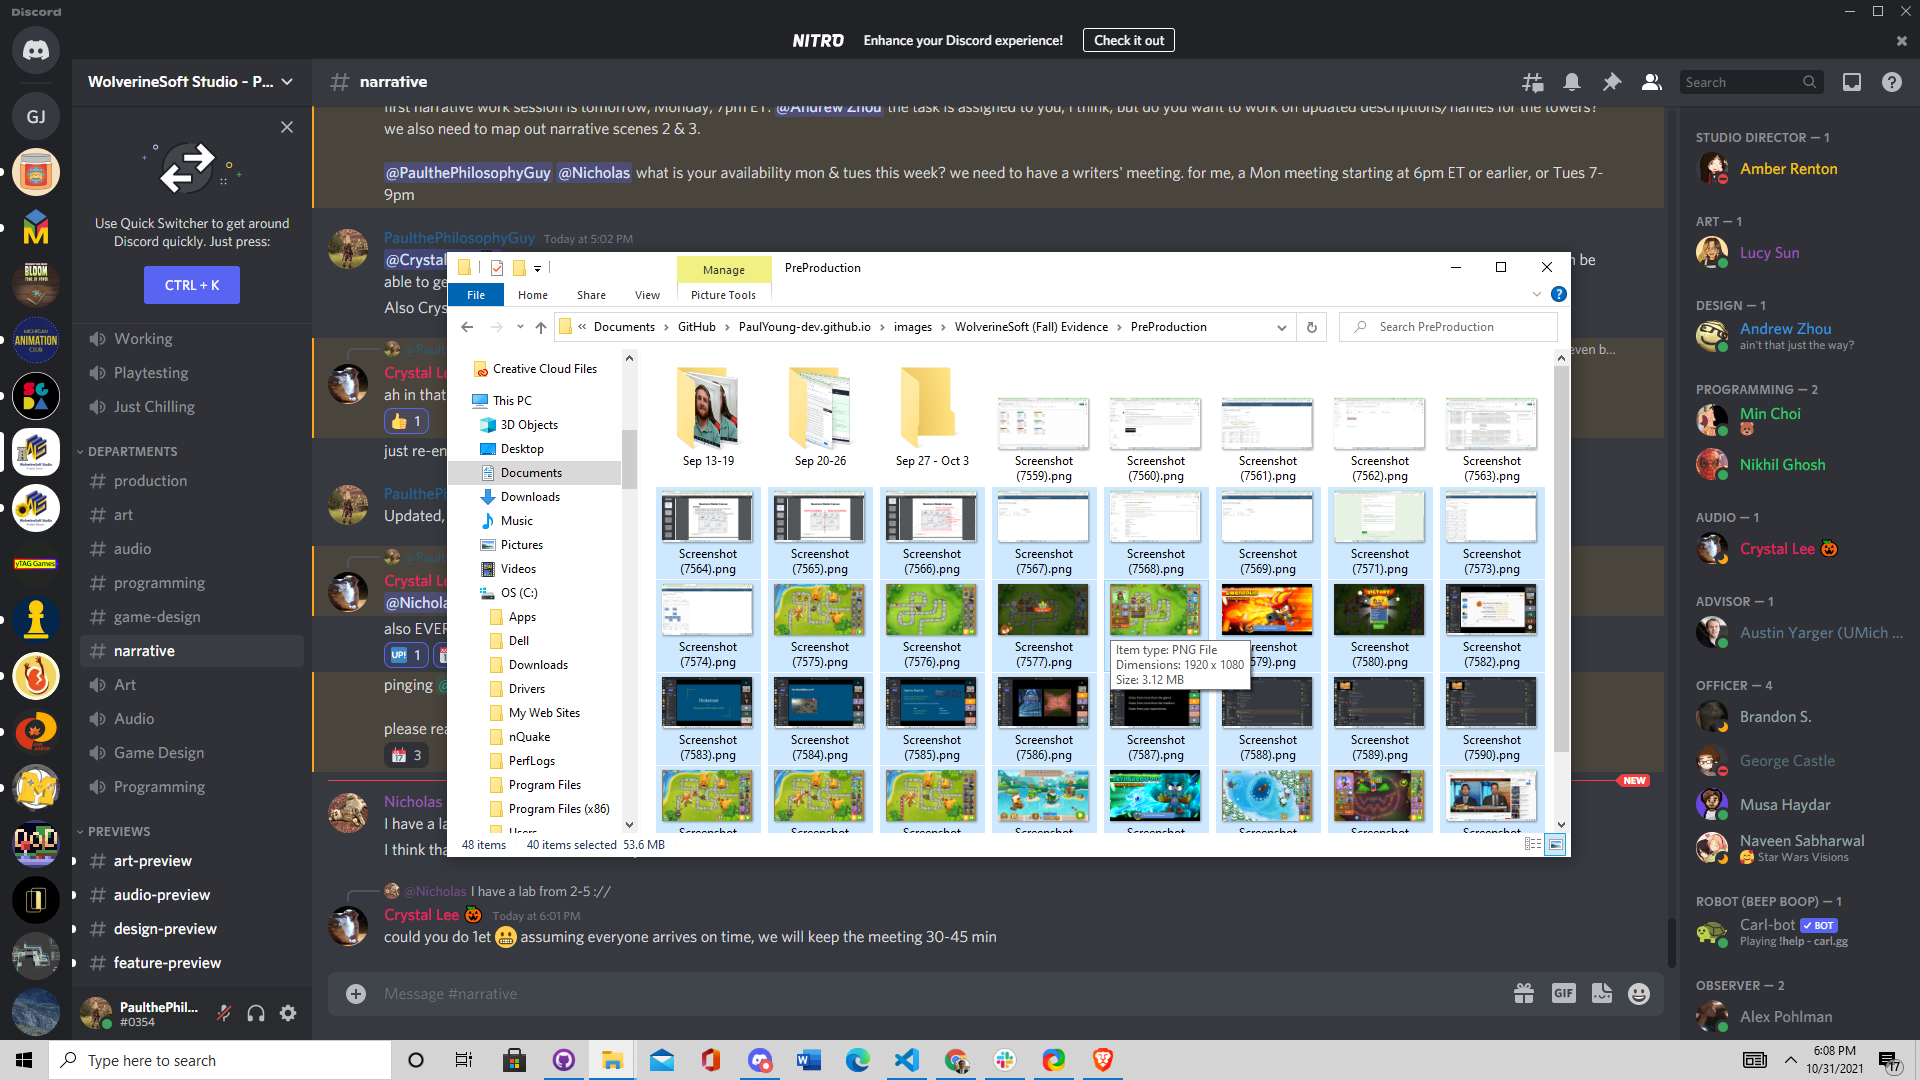 Discord
NITRO Enhance your Discord experience! Check it out
GJ
WolverineSoft Studio - P...
Use Quick Switcher to get around
Discord quickly. Just press:
CTRL + K
Working
Playtesting
Just Chilling
DEPARTMENTS
production
art
audio
programming
game-design
narrative
Art
Audio
Game Design
Programming
PREVIEWS
art-preview
audio-preview
design-preview
feature-preview
PaulthePhil...
#0354
# narrative
Search
first narrative work session is tomorrow, Monday, 7pm ET. @Andrew Zhou the task is assigned to you, I think, but do you want to work on updated descriptions/names for the towers?
we also need to map out narrative scenes 2 & 3.
@PaulthePhilosophyGuy @Nicholas what is your availability mon & tues this week? we need to have a writers' meeting. for me, a Mon meeting starting at 6pm ET or earlier, or Tues 7-
9pm
PaulthePhilosophyGuy Today at 5:02 PM
@Crystal
n be
able to ge
Also Crys
even b...
Crystal Le
ah in that
1
just re-en
PaulthePh
Updated,
Crystal Le
@Nichola
also EVER
UP! 1
pinging
please rea
17 3
NEW
Nicholas
I have a la
I think tha
@Nicholas I have a lab from 2-5 ://
Crystal Lee Today at 6:01 PM
could you do 1et 😬 assuming everyone arrives on time, we will keep the meeting 30-45 min
Message #narrative
GIF
Manage PreProduction
File Home Share View Picture Tools
« Documents › GitHub › PaulYoung-dev.github.io › images › WolverineSoft (Fall) Evidence › PreProduction
Search PreProduction
Creative Cloud Files
This PC
3D Objects
Desktop
Documents
Downloads
Music
Pictures
Videos
OS (C:)
Apps
Dell
Downloads
Drivers
My Web Sites
nQuake
PerfLogs
Program Files
Program Files (x86)
Users
Sep 13-19 Sep 20-26 Sep 27 - Oct 3 Screenshot Screenshot Screenshot Screenshot Screenshot
(7559).png (7560).png (7561).png (7562).png (7563).png
Screenshot Screenshot Screenshot Screenshot Screenshot Screenshot Screenshot Screenshot
(7564).png (7565).png (7566).png (7567).png (7568).png (7569).png (7571).png (7573).png
Screenshot Screenshot Screenshot Screenshot Screenshot
(7574).png (7575).png (7576).png (7577).png 579).png (7580).png (7582).png
Item type: PNG File
Dimensions: 1920 x 1080
Size: 3.12 MB
Screenshot Screenshot Screenshot Screenshot Screenshot Screenshot Screenshot Screenshot
(7583).png (7584).png (7585).png (7586).png (7587).png (7588).png (7589).png (7590).png
Screenshot Screenshot Screenshot Screenshot Screenshot Screenshot Screenshot Screenshot
48 items 40 items selected 53.6 MB
STUDIO DIRECTOR — 1
Amber Renton
ART — 1
Lucy Sun
DESIGN — 1
Andrew Zhou
ain't that just the way?
PROGRAMMING — 2
Min Choi
Nikhil Ghosh
AUDIO — 1
Crystal Lee
ADVISOR — 1
Austin Yarger (UMich ...
OFFICER — 4
Brandon S.
George Castle
Musa Haydar
Naveen Sabharwal
Star Wars Visions
ROBOT (BEEP BOOP) — 1
Carl-bot ✓ BOT
Playing !help - carl.gg
OBSERVER — 2
Alex Pohlman
Type here to search
6:08 PM
10/31/2021
17